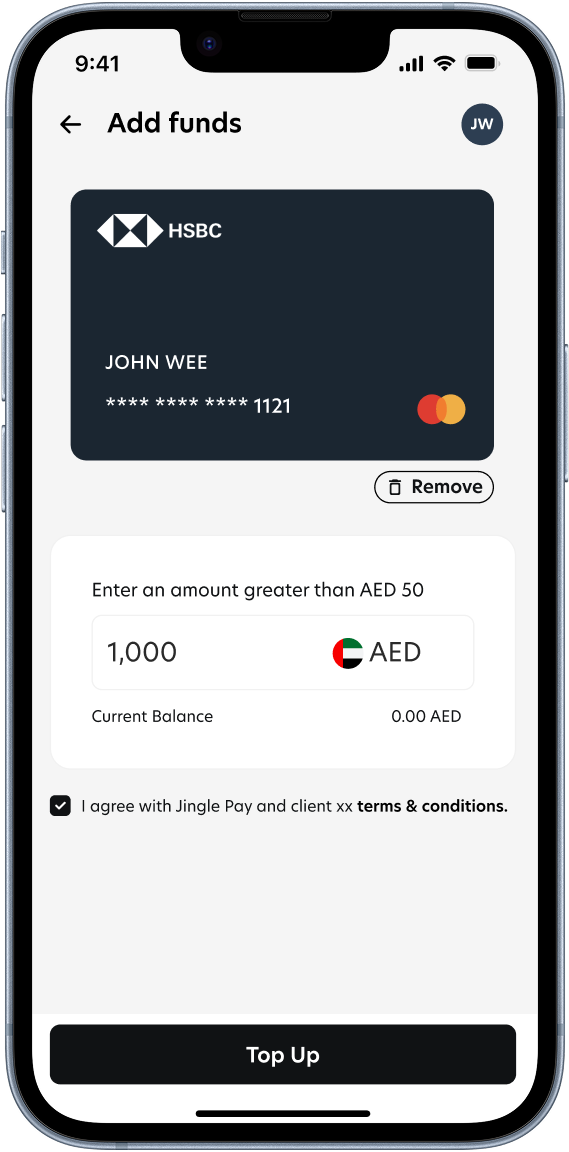 9:41
Add funds
JW
HSBC
JOHN WEE
**** **** **** 1121
Remove
Enter an amount greater than AED 50
1,000 AED
Current Balance 0.00 AED
I agree with Jingle Pay and client xx terms & conditions.
Top Up